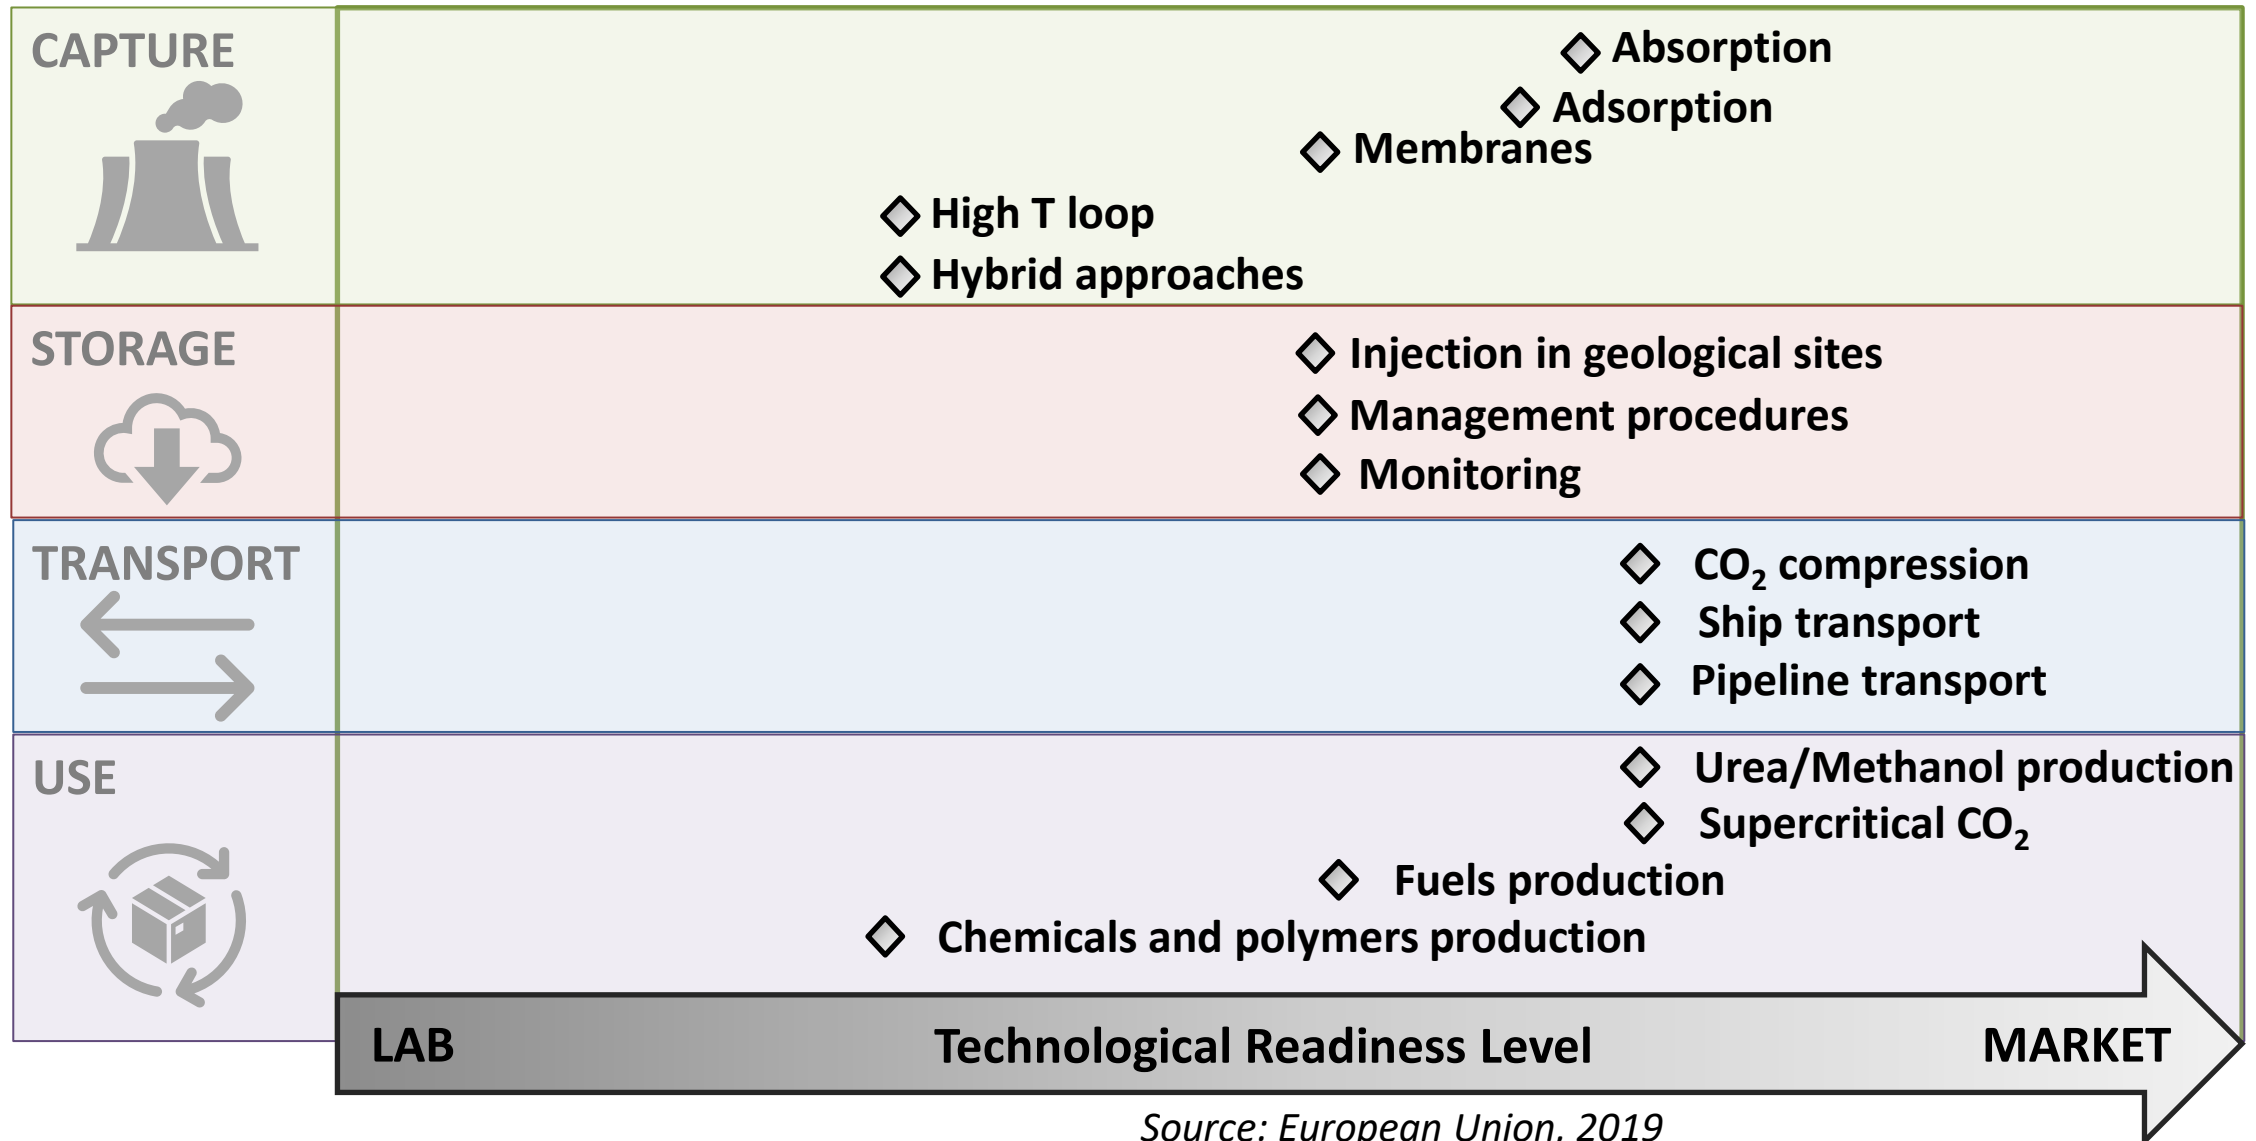 CAPTURE
Absorption
Adsorption
Membranes
High T loop
Hybrid approaches
STORAGE
Injection in geological sites
Management procedures
Monitoring
TRANSPORT
CO₂ compression
Ship transport
Pipeline transport
USE
Urea/Methanol production
Supercritical CO₂
Fuels production
Chemicals and polymers production
LAB Technological Readiness Level MARKET
Source: European Union, 2019